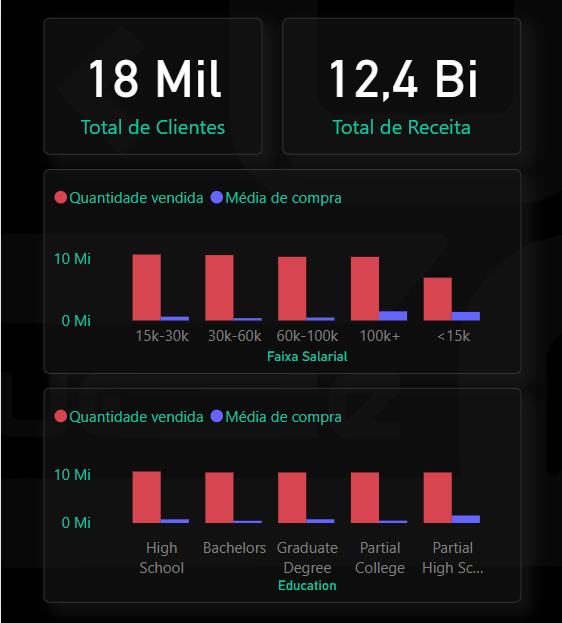 18 Mil
Total de Clientes
12,4 Bi
Total de Receita
Quantidade vendida Média de compra
10 Mi
0 Mi
15k-30k 30k-60k 60k-100k 100k+ <15k
Faixa Salarial
Quantidade vendida Média de compra
10 Mi
0 Mi
High School
Bachelors
Graduate Degree
Partial College
Partial High Sc...
Education